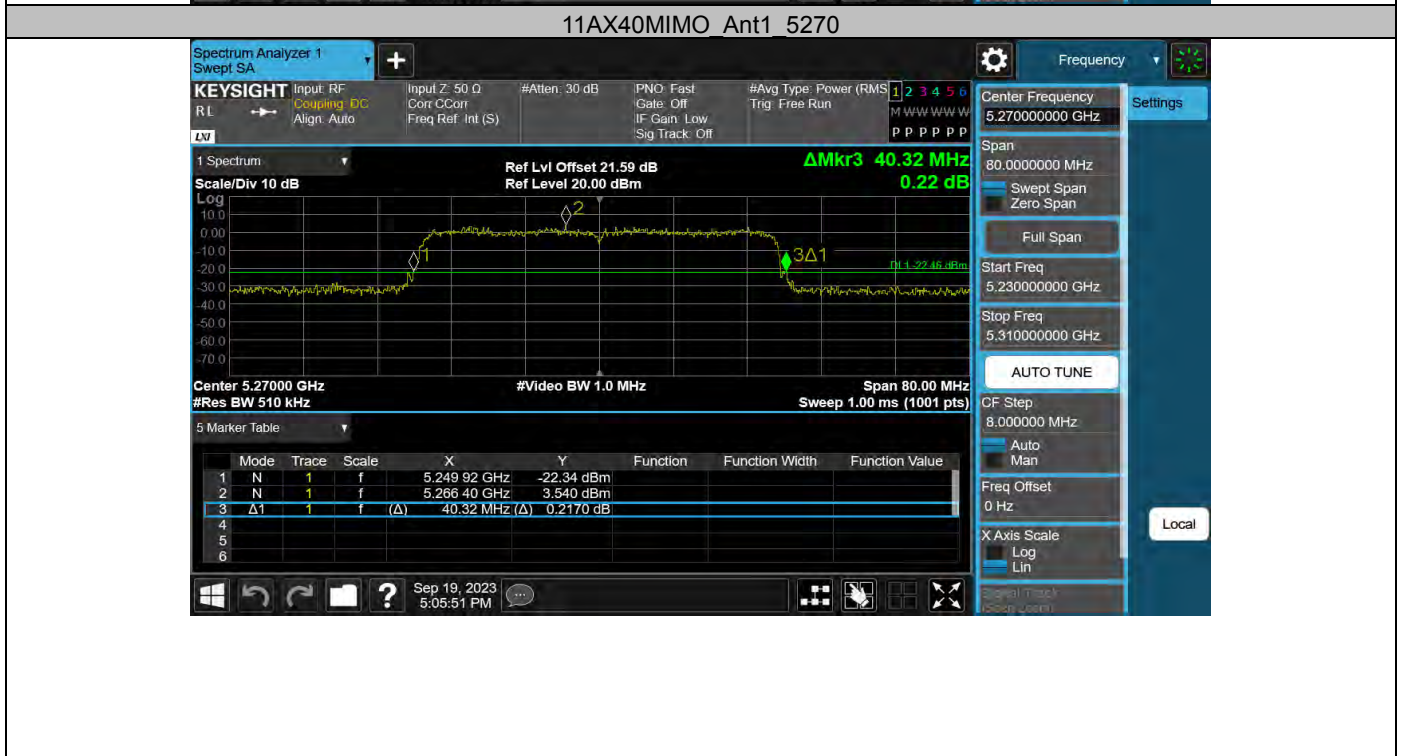 11AX40MIMO_Ant1_5270
Spectrum Analyzer 1
Swept SA
Frequency
KEYSIGHT
RL
LXI
Input: RF
Coupling: DC
Align: Auto
Input Z: 50 Ω
Corr CCorr
Freq Ref: Int (S)
#Atten: 30 dB
PNO: Fast
Gate: Off
IF Gain: Low
Sig Track: Off
#Avg Type: Power (RMS
Trig: Free Run
1 2 3 4 5 6
M W W W W W
P P P P P P
Center Frequency
5.270000000 GHz
Settings
1 Spectrum
Scale/Div 10 dB
Ref Lvl Offset 21.59 dB
Ref Level 20.00 dBm
ΔMkr3 40.32 MHz
0.22 dB
Span
80.0000000 MHz
Swept Span
Zero Span
Log
10.0
0.00
-10.0
-20.0
-30.0
-40.0
-50.0
-60.0
-70.0
1
2
3Δ1
DL1 -22.46 dBm
Full Span
Start Freq
5.230000000 GHz
Stop Freq
5.310000000 GHz
AUTO TUNE
Center 5.27000 GHz
#Res BW 510 kHz
#Video BW 1.0 MHz
Span 80.00 MHz
Sweep 1.00 ms (1001 pts)
CF Step
8.000000 MHz
Auto
Man
5 Marker Table
Mode Trace Scale X Y Function Function Width Function Value
1 N 1 f 5.249 92 GHz -22.34 dBm
2 N 1 f 5.266 40 GHz 3.540 dBm
3 Δ1 1 f (Δ) 40.32 MHz (Δ) 0.2170 dB
4
5
6
Freq Offset
0 Hz
Local
X Axis Scale
Log
Lin
Signal Track
(Span Zoom)
?
Sep 19, 2023
5:05:51 PM